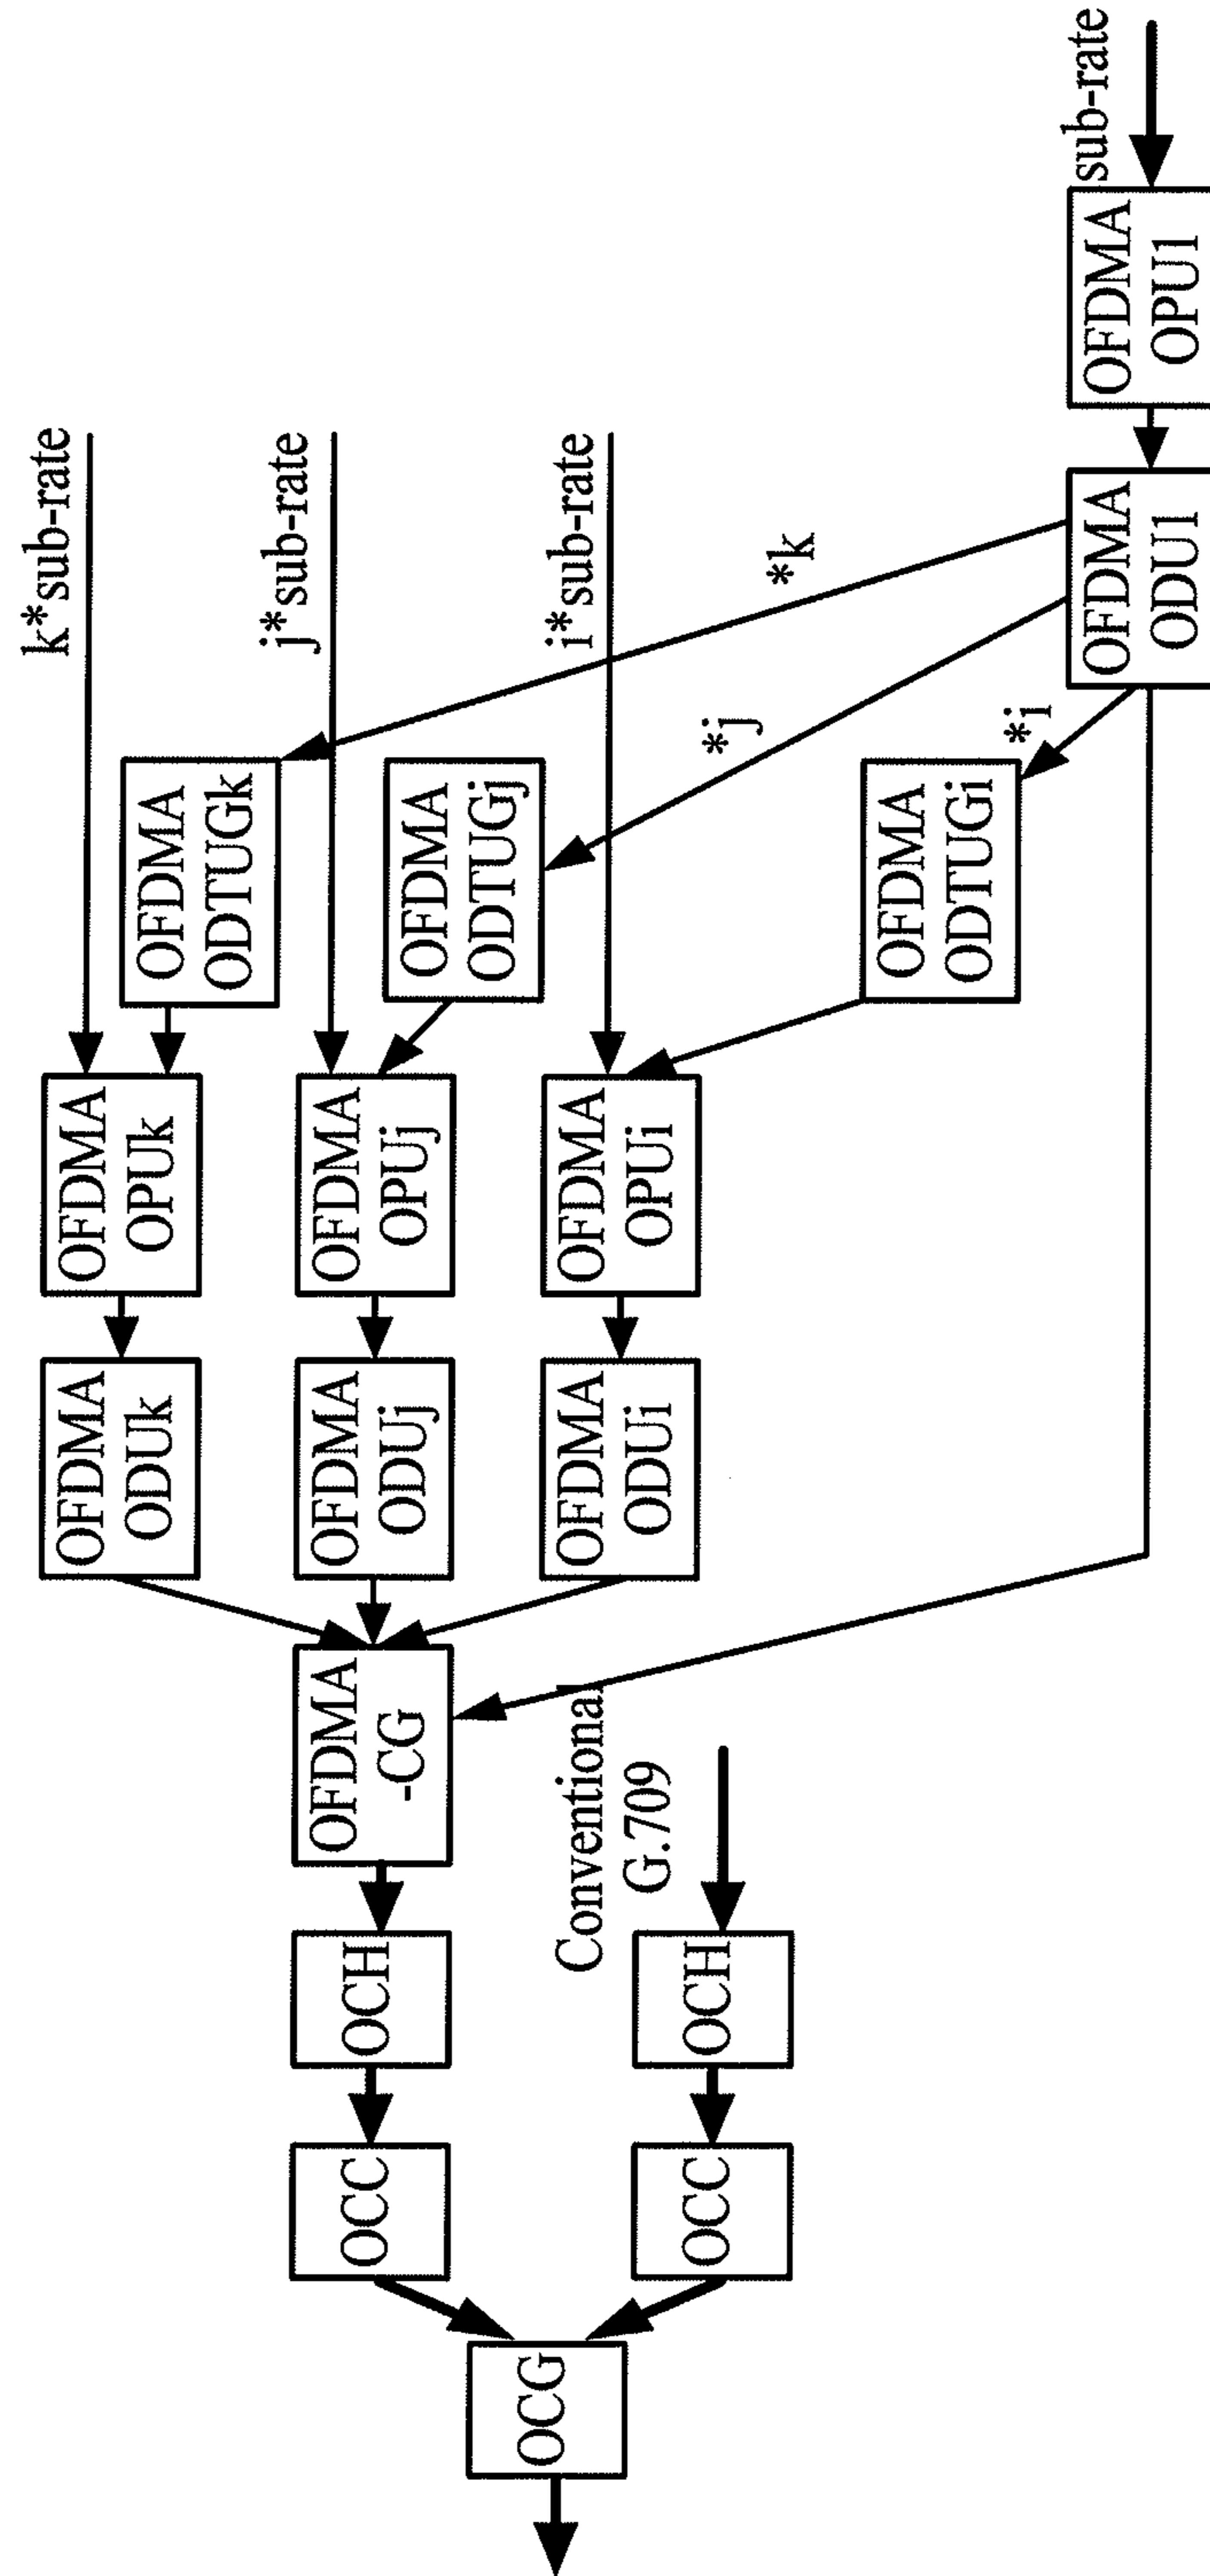 k*sub-rate
OFDMA
ODTUGk
OFDMA
OPUk
OFDMA
ODUk
j*sub-rate
OFDMA
ODTUGj
OFDMA
OPUj
OFDMA
ODUj
OFDMA
-CG
OCH
OCC
i*sub-rate
OFDMA
OPUi
OFDMA
ODUi
Conventional
G.709
OCH
OCC
OCG
*k
*j
*i
OFDMA
ODTUGi
sub-rate
OFDMA
OPU1
OFDMA
ODU1